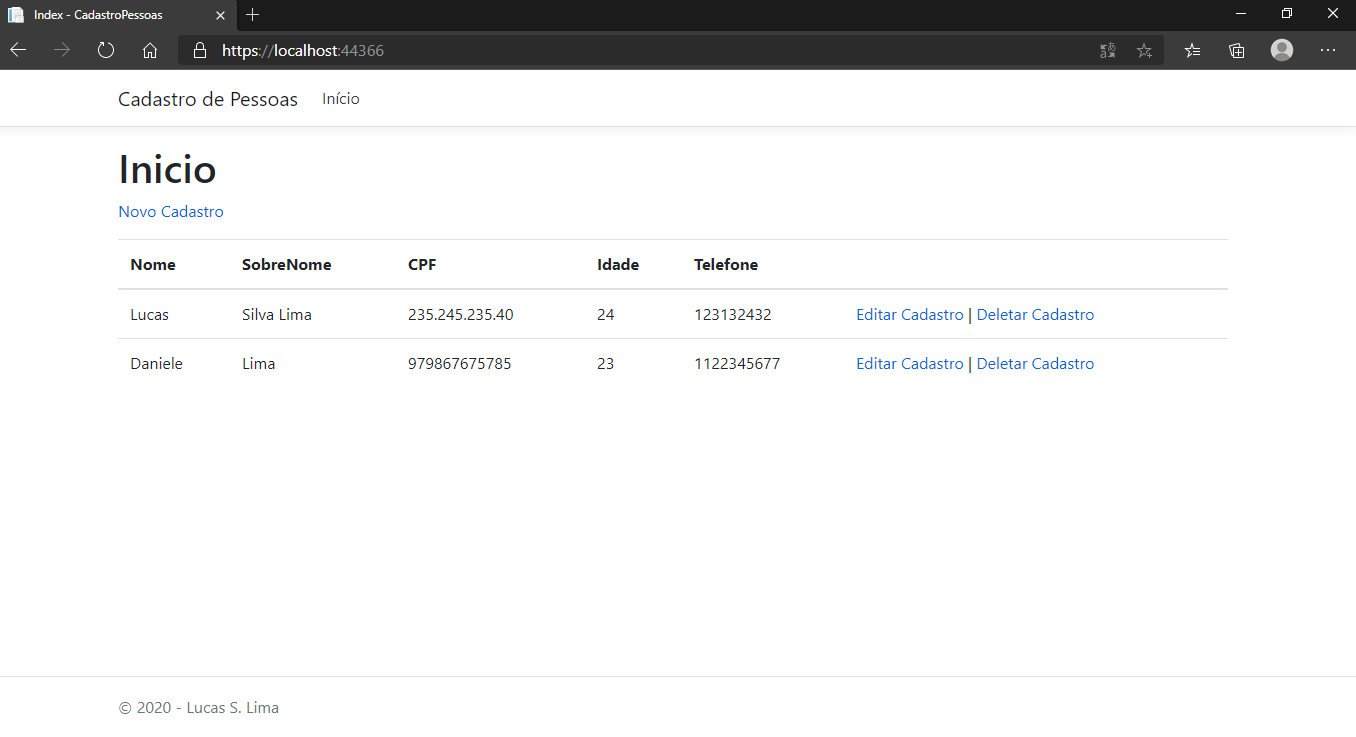 Index - CadastroPessoas
https://localhost:44366
Cadastro de Pessoas Início
Inicio
Novo Cadastro
Nome SobreNome CPF Idade Telefone
Lucas Silva Lima 235.245.235.40 24 123132432 Editar Cadastro | Deletar Cadastro
Daniele Lima 979867675785 23 1122345677 Editar Cadastro | Deletar Cadastro
© 2020 - Lucas S. Lima